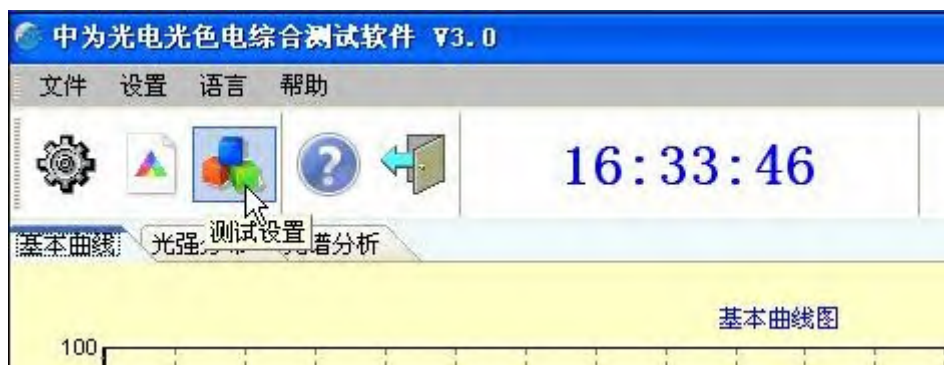 中为光电光色电综合测试软件 V3.0
文件 设置 语言 帮助
16:33:46
测试设置
基本曲线 光强 谱分析
基本曲线图
100